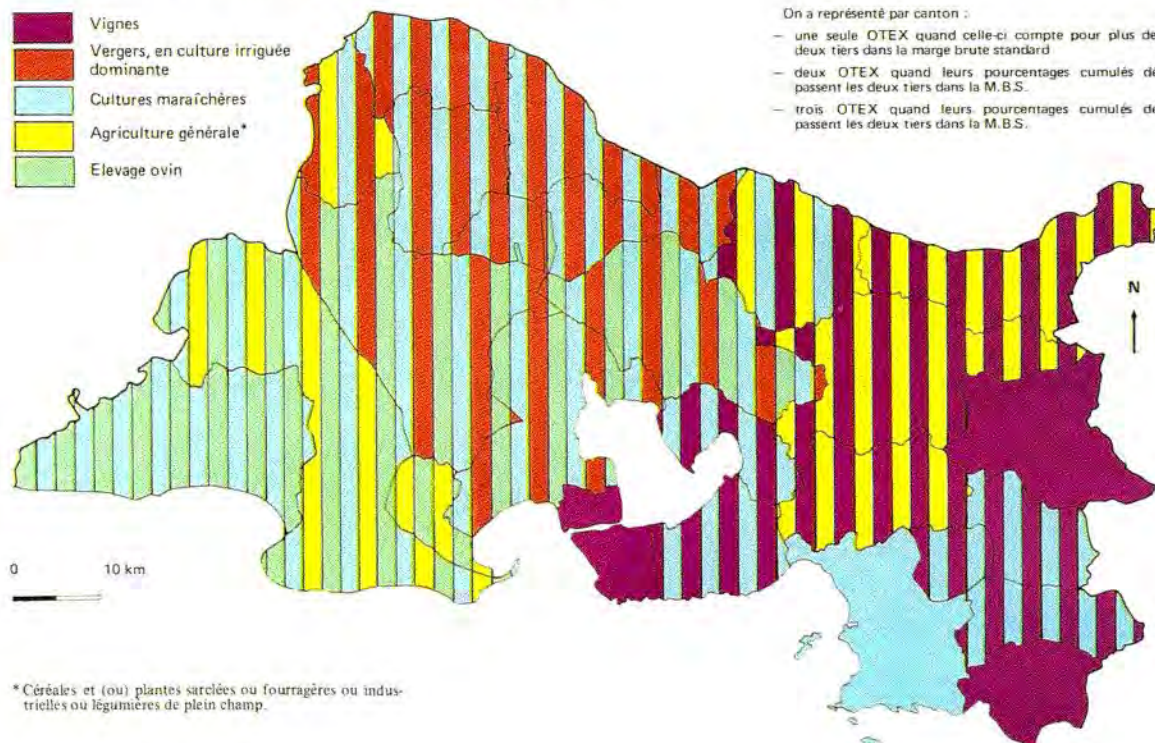 Vignes
Vergers, en culture irriguée
dominante
Cultures maraîchères
Agriculture générale*
Elevage ovin
On a représenté par canton :
— une seule OTEX quand celle-ci compte pour plus de
deux tiers dans la marge brute standard
— deux OTEX quand leurs pourcentages cumulés dé
passent les deux tiers dans la M.B.S.
— trois OTEX quand leurs pourcentages cumulés dé
passent les deux tiers dans la M.B.S.
N
0 10 km
* Céréales et (ou) plantes sarclées ou fourragères ou indus-
trielles ou légumières de plein champ.